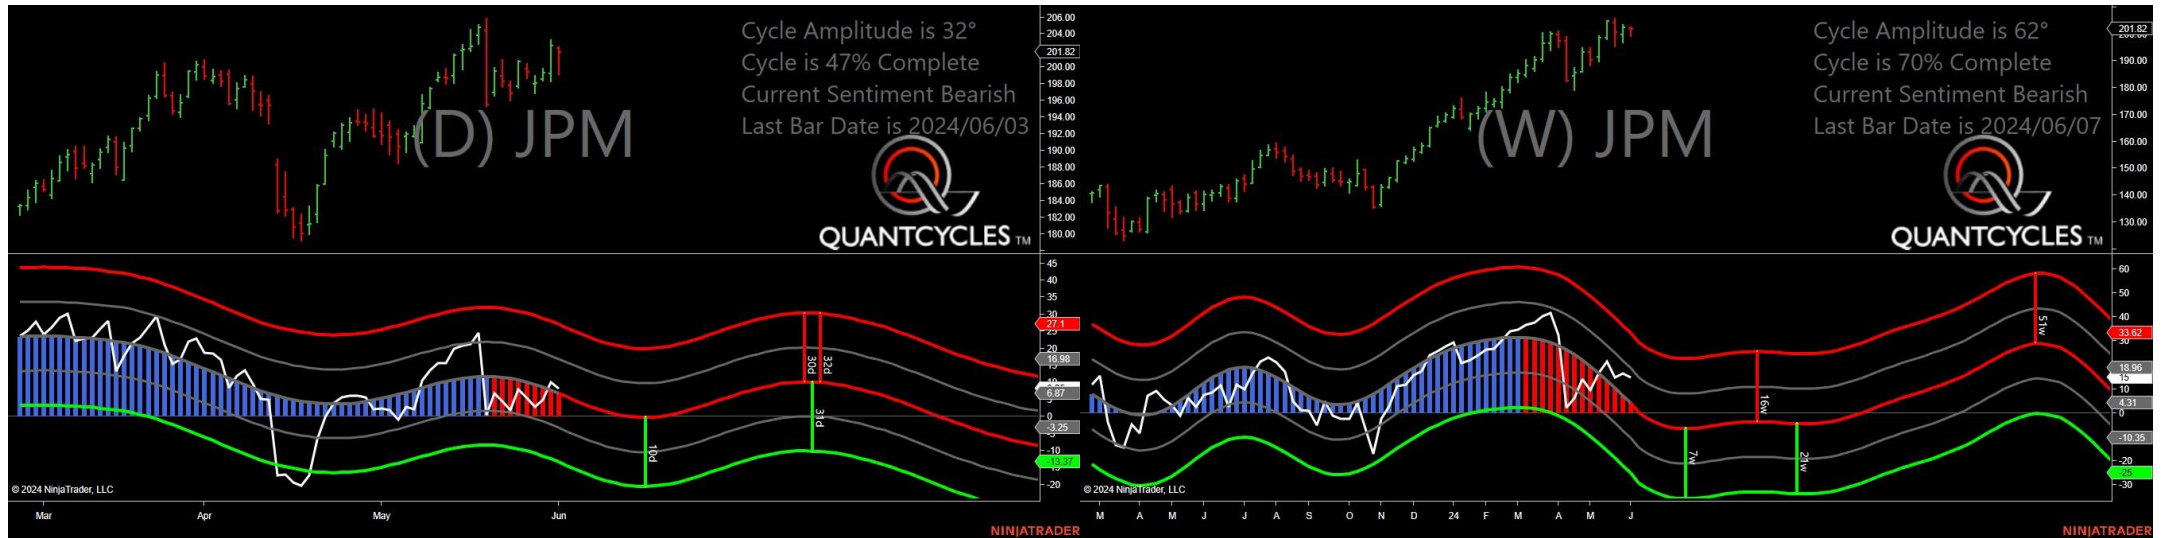 Cycle Amplitude is 32°
Cycle is 47% Complete
Current Sentiment Bearish
Last Bar Date is 2024/06/03
(D) JPM
QUANTCYCLES TM
206.00
204.00
201.82
200.00
198.00
196.00
194.00
192.00
190.00
188.00
186.00
184.00
182.00
180.00
45
40
35
30
27.1
20
16.98
6.87
0
-3.25
-10
-13.37
-20
10d
30d
32d
31d
© 2024 NinjaTrader, LLC
Mar
Apr
May
Jun
NINJATRADER
Cycle Amplitude is 62°
Cycle is 70% Complete
Current Sentiment Bearish
Last Bar Date is 2024/06/07
(W) JPM
QUANTCYCLES TM
201.82
190.00
180.00
170.00
160.00
150.00
140.00
130.00
60
50
40
33.62
30
18.96
15
10
4.31
0
-10.35
-20
-25
-30
7w
16w
21w
51w
© 2024 NinjaTrader, LLC
M
A
M
J
J
A
S
O
N
D
24
F
M
A
M
J
NINJATRADER